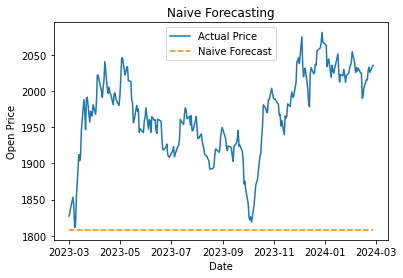 Naive Forecasting
Actual Price
Naive Forecast
Open Price
2050
2000
1950
1900
1850
1800
2023-03 2023-05 2023-07 2023-09 2023-11 2024-01 2024-03
Date